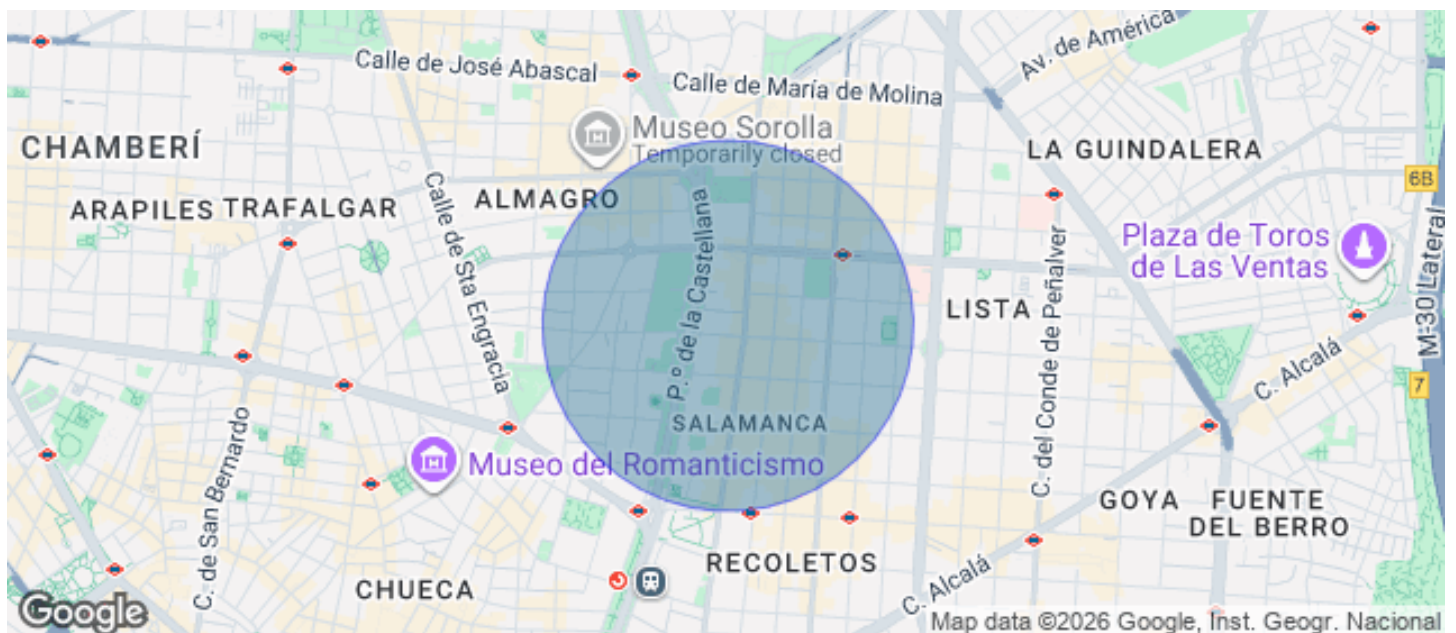 Calle de José Abascal
Calle de María de Molina
Av. de América
Museo Sorolla
Temporarily closed
CHAMBERÍ
LA GUINDALERA
6B
ALMAGRO
ARAPILES
TRAFALGAR
Calle de Sta Engracia
P.º de la Castellana
Plaza de Toros
de Las Ventas
M-30 Lateral
LISTA
C. del Conde de Peñalver
C. Alcalá
7
SALAMANCA
Museo del Romanticismo
C. de San Bernardo
GOYA
FUENTE
DEL BERRO
RECOLETOS
CHUECA
C. Alcalá
Google
Map data ©2026 Google, Inst. Geogr. Nacional